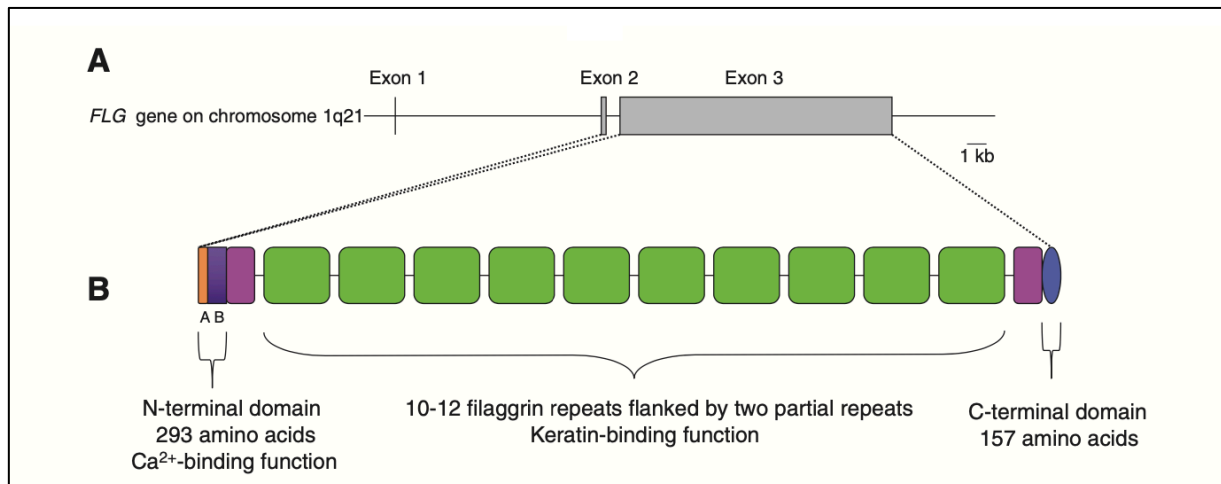 A
Exon 1
Exon 2
Exon 3
FLG gene on chromosome 1q21
1 kb
B
A B
N-terminal domain
293 amino acids
Ca²⁺-binding function
10-12 filaggrin repeats flanked by two partial repeats
Keratin-binding function
C-terminal domain
157 amino acids